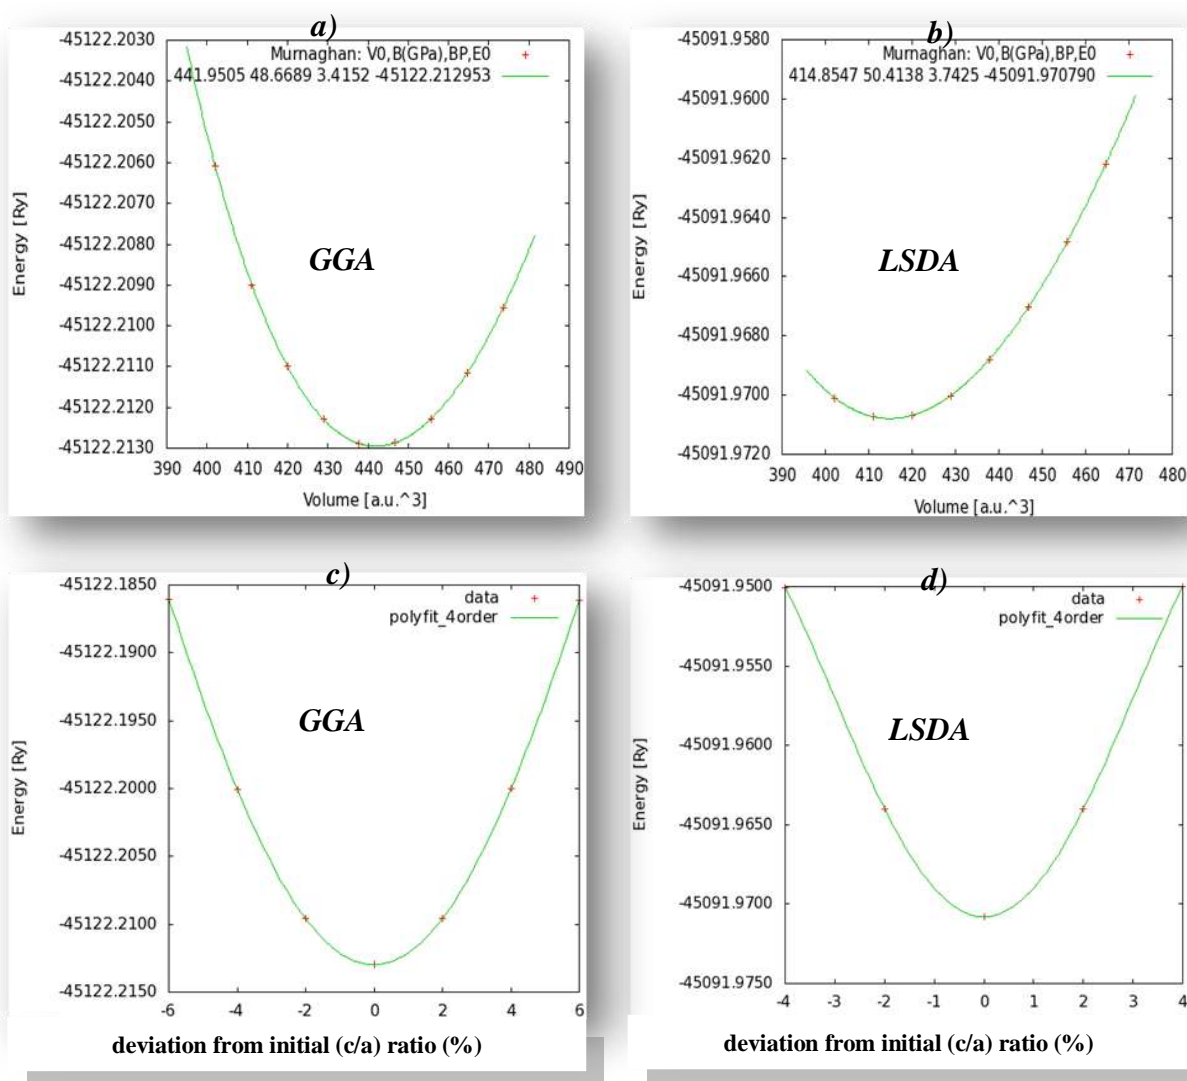 a)
-45122.2030
-45122.2040
-45122.2050
-45122.2060
-45122.2070
-45122.2080
-45122.2090
-45122.2100
-45122.2110
-45122.2120
-45122.2130
Murnaghan: V0,B(GPa),BP,E0
441.9505 48.6689 3.4152 -45122.212953
GGA
Energy [Ry]
390 400 410 420 430 440 450 460 470 480 490
Volume [a.u.^3]
b)
-45091.9580
-45091.9600
-45091.9620
-45091.9640
-45091.9660
-45091.9680
-45091.9700
-45091.9720
Murnaghan: V0,B(GPa),BP,E0
414.8547 50.4138 3.7425 -45091.970790
LSDA
Energy [Ry]
390 400 410 420 430 440 450 460 470 480
Volume [a.u.^3]
c)
-45122.1850
-45122.1900
-45122.1950
-45122.2000
-45122.2050
-45122.2100
-45122.2150
data
polyfit_4order
GGA
Energy [Ry]
-6 -4 -2 0 2 4 6
deviation from initial (c/a) ratio (%)
d)
-45091.9500
-45091.9550
-45091.9600
-45091.9650
-45091.9700
-45091.9750
data
polyfit_4order
LSDA
Energy [Ry]
-4 -3 -2 -1 0 1 2 3 4
deviation from initial (c/a) ratio (%)